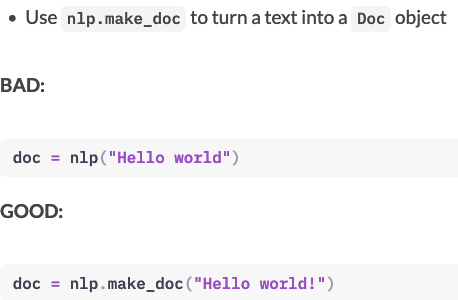 • Use nlp.make_doc to turn a text into a Doc object
BAD:
doc = nlp("Hello world")
GOOD:
doc = nlp.make_doc("Hello world!")